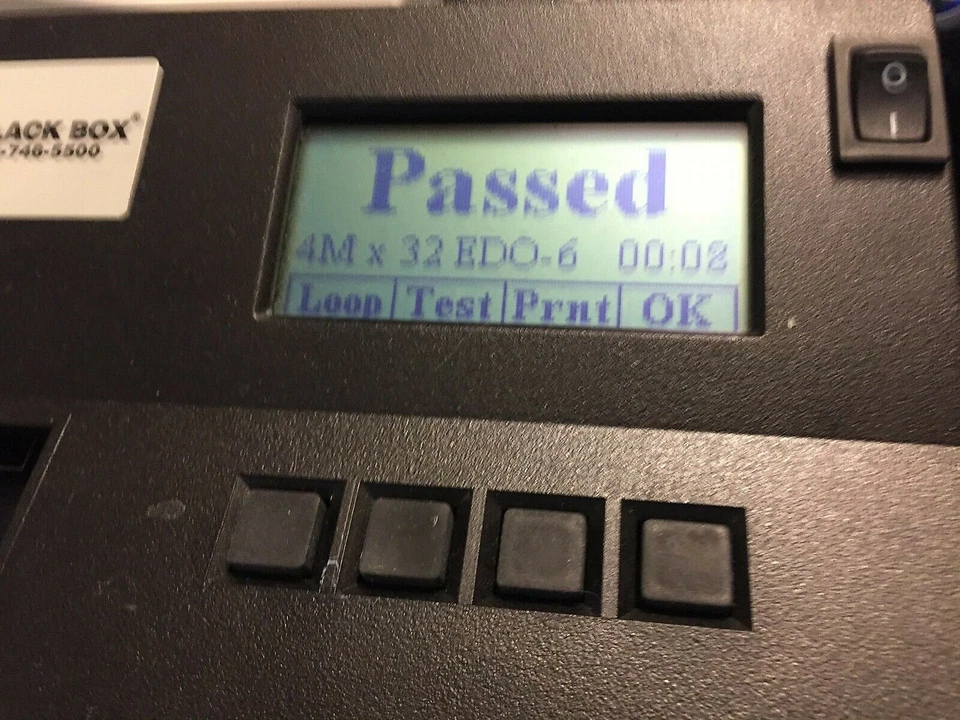 LACK BOX®
-746-5500
Passed
4M x 32 EDO-6 00:02
Loop Test Prnt OK